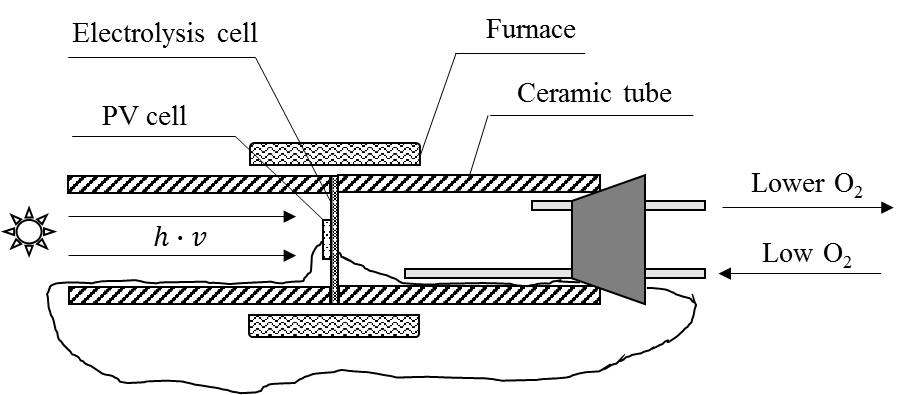 Electrolysis cell
Furnace
PV cell
Ceramic tube
Lower O₂
h · v
Low O₂